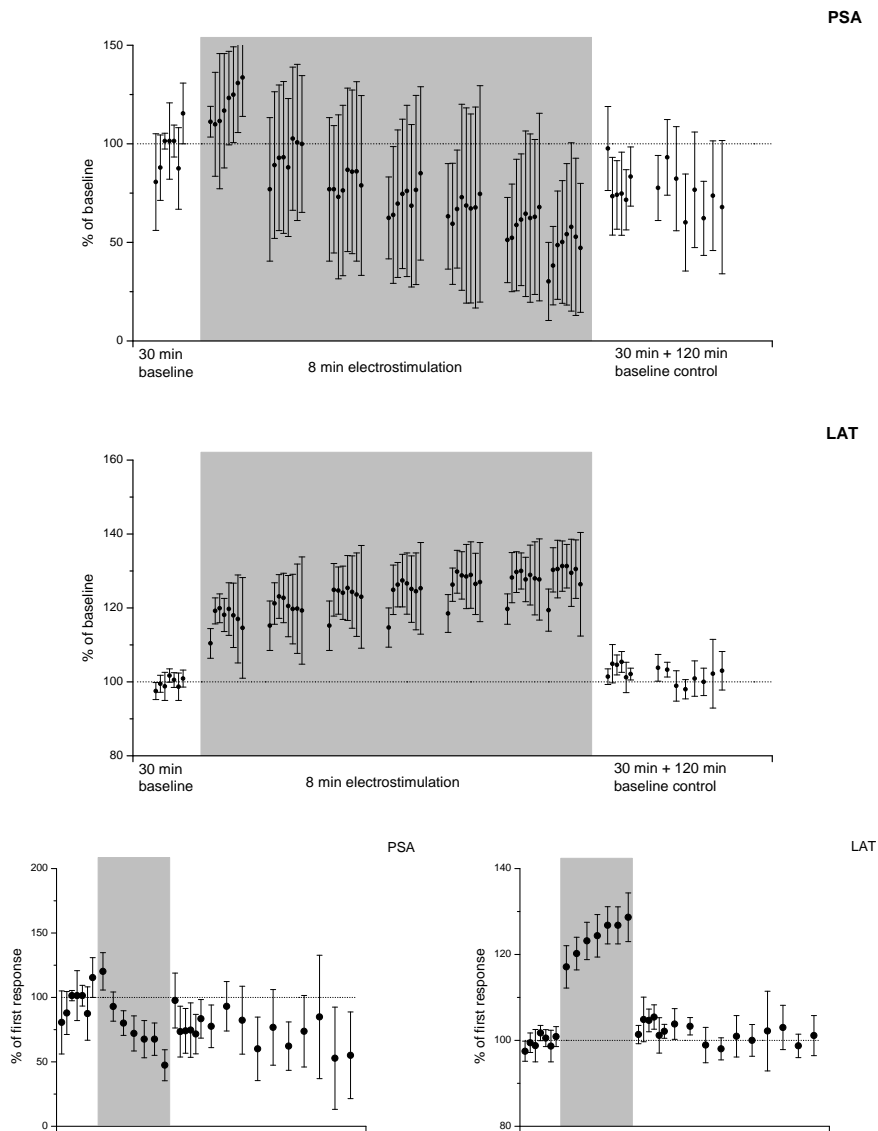 PSA
150
100
50
0
% of baseline
30 min
baseline
8 min electrostimulation
30 min + 120 min
baseline control
LAT
160
140
120
100
80
% of baseline
30 min
baseline
8 min electrostimulation
30 min + 120 min
baseline control
PSA
200
150
100
50
0
% of first response
LAT
140
120
100
80
% of first response